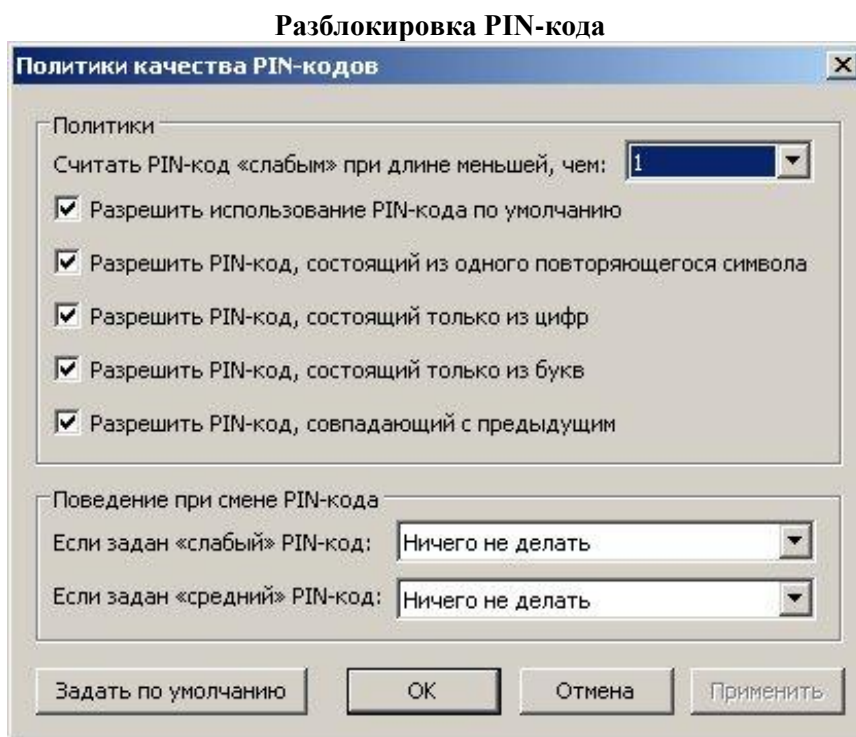 Разблокировка PIN-кода
Политики качества PIN-кодов
Политики
Считать PIN-код «слабым» при длине меньшей, чем: 1
Разрешить использование PIN-кода по умолчанию
Разрешить PIN-код, состоящий из одного повторяющегося символа
Разрешить PIN-код, состоящий только из цифр
Разрешить PIN-код, состоящий только из букв
Разрешить PIN-код, совпадающий с предыдущим
Поведение при смене PIN-кода
Если задан «слабый» PIN-код: Ничего не делать
Если задан «средний» PIN-код: Ничего не делать
Задать по умолчанию OK Отмена Применить